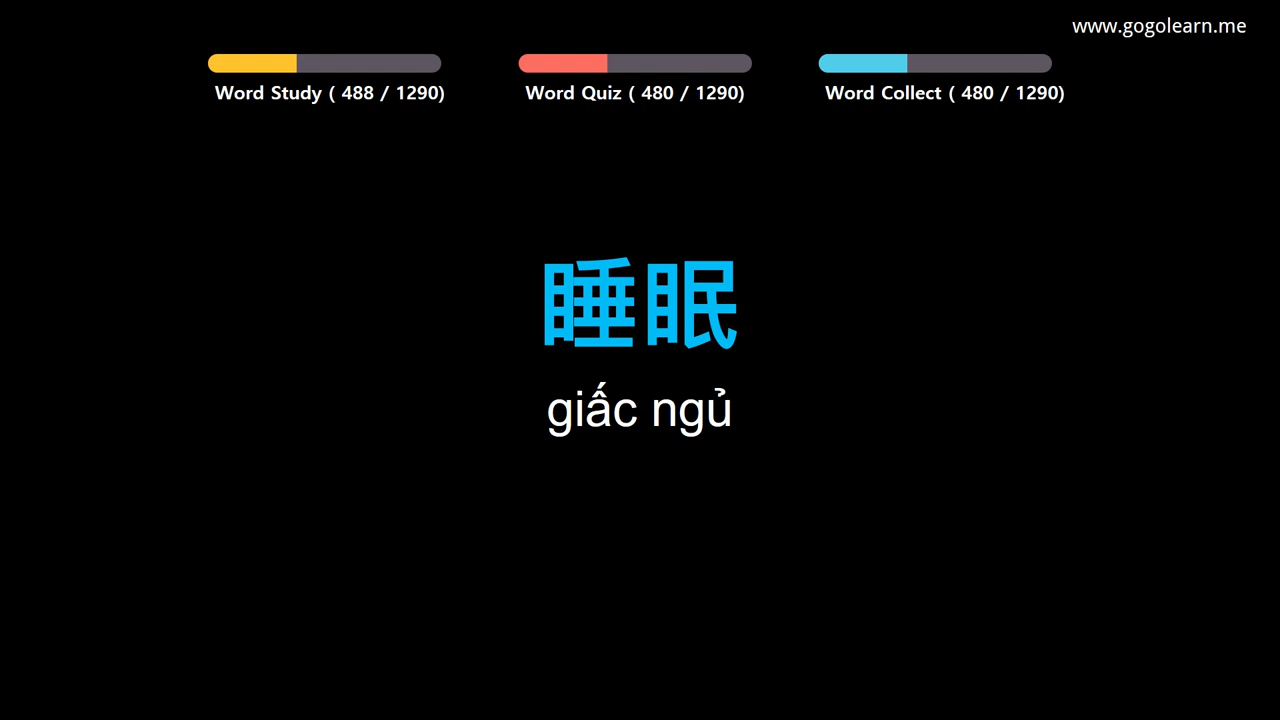 www.gogolearn.me
Word Study ( 488 / 1290)
Word Quiz ( 480 / 1290)
Word Collect ( 480 / 1290)
睡眠
giấc ngủ